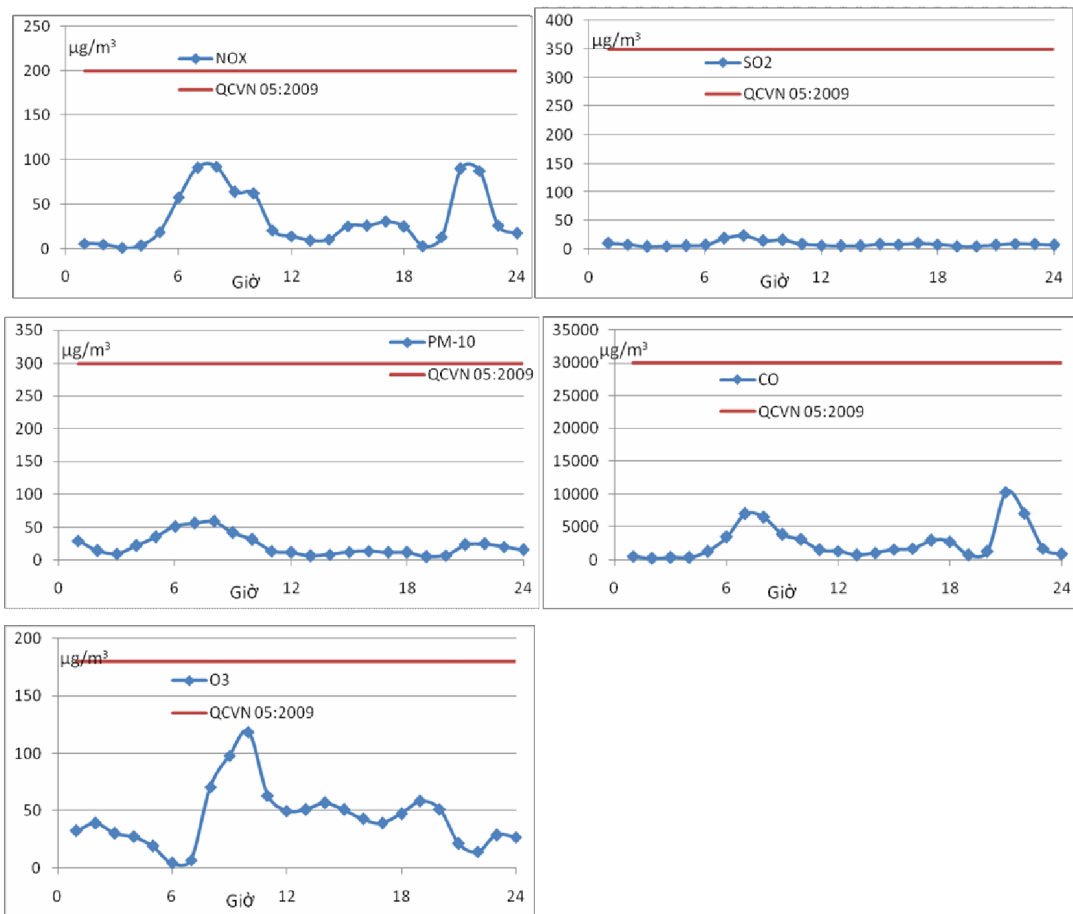 250
µg/m³
200
150
100
50
0
NOX
QCVN 05:2009
0 6 12 18 24
Giờ
400
350
300
250
200
150
100
50
0
µg/m³
SO2
QCVN 05:2009
0 6 12 18 24
Giờ
350
300
250
200
150
100
50
0
µg/m³
PM-10
QCVN 05:2009
0 6 12 18 24
Giờ
35000
30000
25000
20000
15000
10000
5000
0
µg/m³
CO
QCVN 05:2009
0 6 12 18 24
Giờ
200
150
100
50
0
µg/m³
O3
QCVN 05:2009
0 6 12 18 24
Giờ